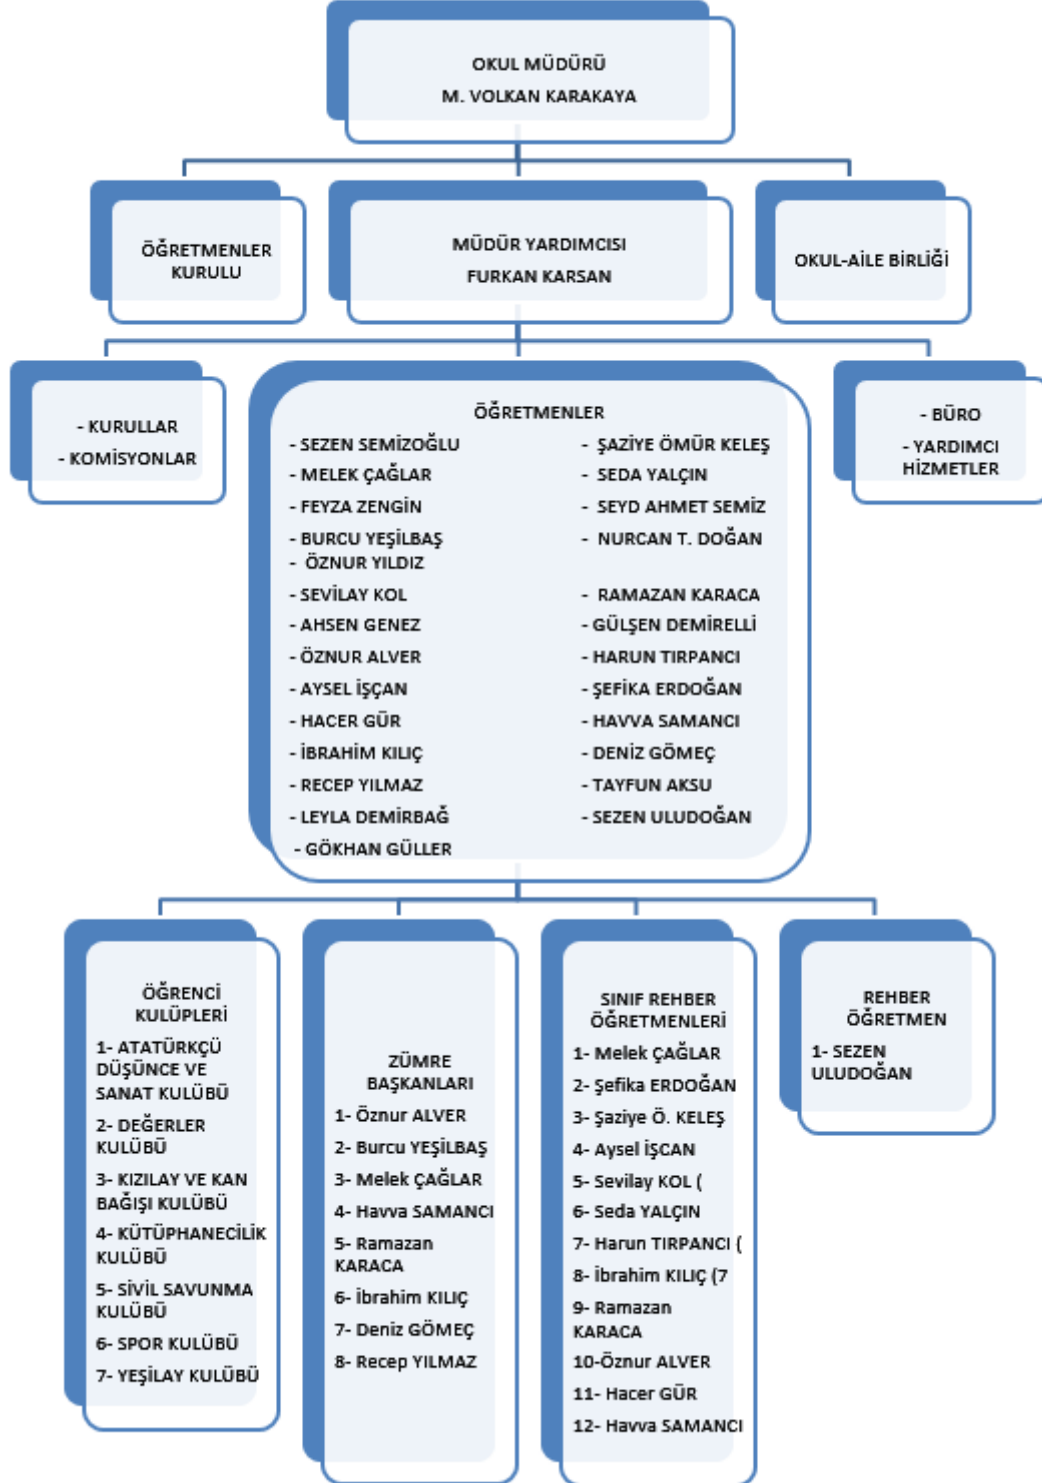 OKUL MÜDÜRÜ
M. VOLKAN KARAKAYA
ÖĞRETMENLER
KURULU
MÜDÜR YARDIMCISI
FURKAN KARSAN
OKUL-AİLE BİRLİĞİ
- KURULLAR
- KOMİSYONLAR
ÖĞRETMENLER
- SEZEN SEMİZOĞLU - ŞAZİYE ÖMÜR KELEŞ
- MELEK ÇAĞLAR - SEDA YALÇIN
- FEYZA ZENGİN - SEYD AHMET SEMİZ
- BURCU YEŞİLBAŞ - NURCAN T. DOĞAN
- ÖZNUR YILDIZ
- SEVİLAY KOL - RAMAZAN KARACA
- AHSEN GENEZ - GÜLŞEN DEMİRELLİ
- ÖZNUR ALVER - HARUN TIRPANCI
- AYSEL İŞÇAN - ŞEFİKA ERDOĞAN
- HACER GÜR - HAVVA SAMANCI
- İBRAHİM KILIÇ - DENİZ GÖMEÇ
- RECEP YILMAZ - TAYFUN AKSU
- LEYLA DEMİRBAĞ - SEZEN ULUDOĞAN
- GÖKHAN GÜLLER
- BÜRO
- YARDIMCI
HİZMETLER
ÖĞRENCİ
KULÜPLERİ
1- ATATÜRKÇÜ
DÜŞÜNCE VE
SANAT KULÜBÜ
2- DEĞERLER
KULÜBÜ
3- KIZILAY VE KAN
BAĞIŞI KULÜBÜ
4- KÜTÜPHANECİLİK
KULÜBÜ
5- SİVİL SAVUNMA
KULÜBÜ
6- SPOR KULÜBÜ
7- YEŞİLAY KULÜBÜ
ZÜMRE
BAŞKANLARI
1- Öznur ALVER
2- Burcu YEŞİLBAŞ
3- Melek ÇAĞLAR
4- Havva SAMANCI
5- Ramazan
KARACA
6- İbrahim KILIÇ
7- Deniz GÖMEÇ
8- Recep YILMAZ
SINIF REHBER
ÖĞRETMENLERİ
1- Melek ÇAĞLAR
2- Şefika ERDOĞAN
3- Şaziye Ö. KELEŞ
4- Aysel İŞCAN
5- Sevilay KOL (
6- Seda YALÇIN
7- Harun TIRPANCI (
8- İbrahim KILIÇ (7
9- Ramazan
KARACA
10-Öznur ALVER
11- Hacer GÜR
12- Havva SAMANCI
REHBER
ÖĞRETMEN
1- SEZEN
ULUDOĞAN